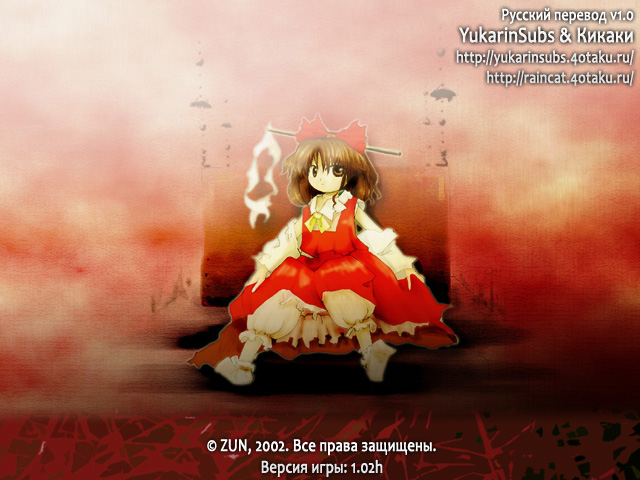 Русский перевод v1.0
YukarinSubs & Кикаки
http://yukarinsubs.4otaku.ru/
http://raincat.4otaku.ru/
© ZUN, 2002. Все права защищены.
Версия игры: 1.02h